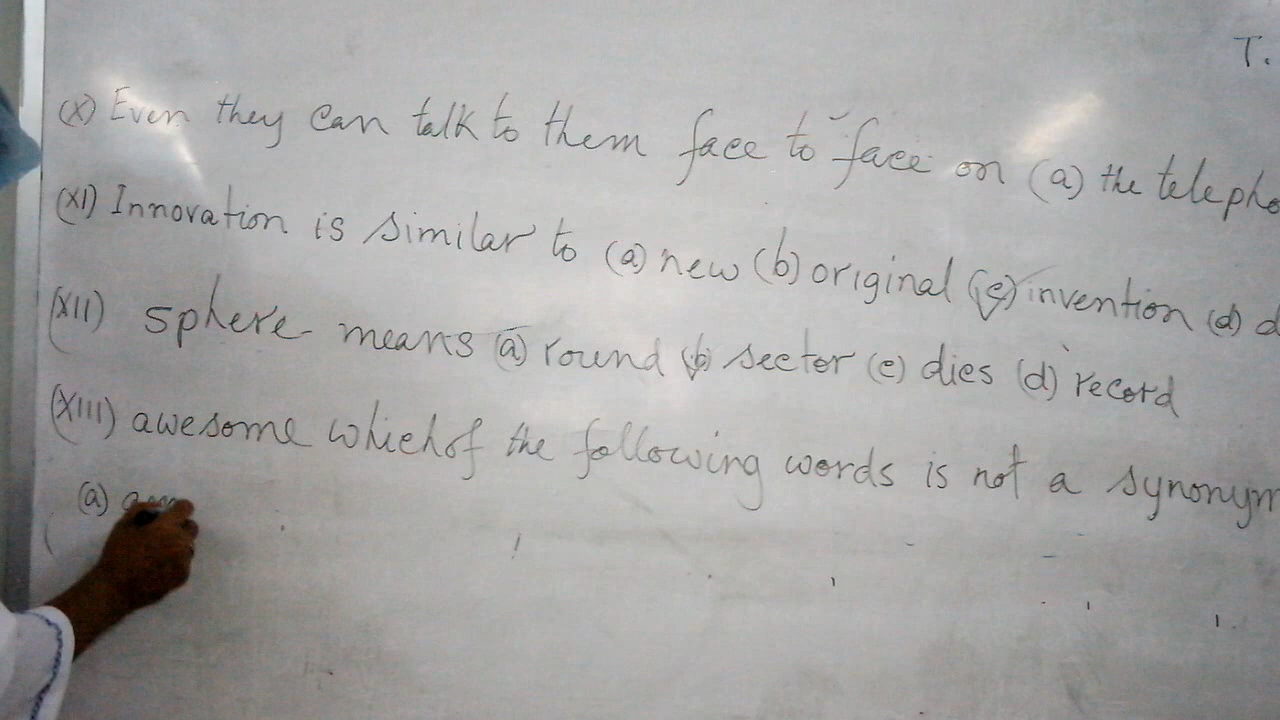 T.
(X) Even they can talk to them face to face on (a) the telepho
(XI) Innovation is similar to (a) new (b) original (c) invention (d) d
(XII) sphere means (a) round (b) sector (c) dies (d) record
(XIII) awesome which of the following words is not a synonym
(a)